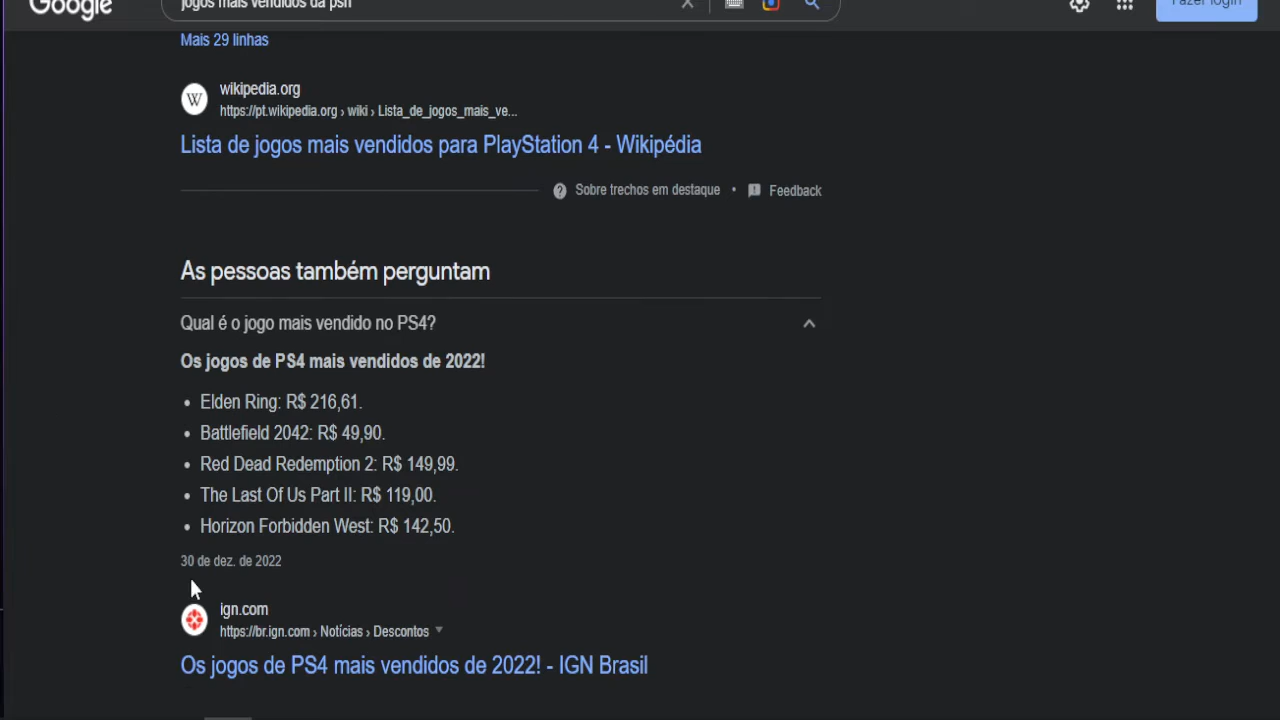 Google
jogos mais vendidos da psn
Fazer login
Mais 29 linhas
W
wikipedia.org
https://pt.wikipedia.org › wiki › Lista_de_jogos_mais_ve...
Lista de jogos mais vendidos para PlayStation 4 - Wikipédia
Sobre trechos em destaque • Feedback
As pessoas também perguntam
Qual é o jogo mais vendido no PS4?
Os jogos de PS4 mais vendidos de 2022!
• Elden Ring: R$ 216,61.
• Battlefield 2042: R$ 49,90.
• Red Dead Redemption 2: R$ 149,99.
• The Last Of Us Part II: R$ 119,00.
• Horizon Forbidden West: R$ 142,50.
30 de dez. de 2022
ign.com
https://br.ign.com › Notícias › Descontos
Os jogos de PS4 mais vendidos de 2022! - IGN Brasil